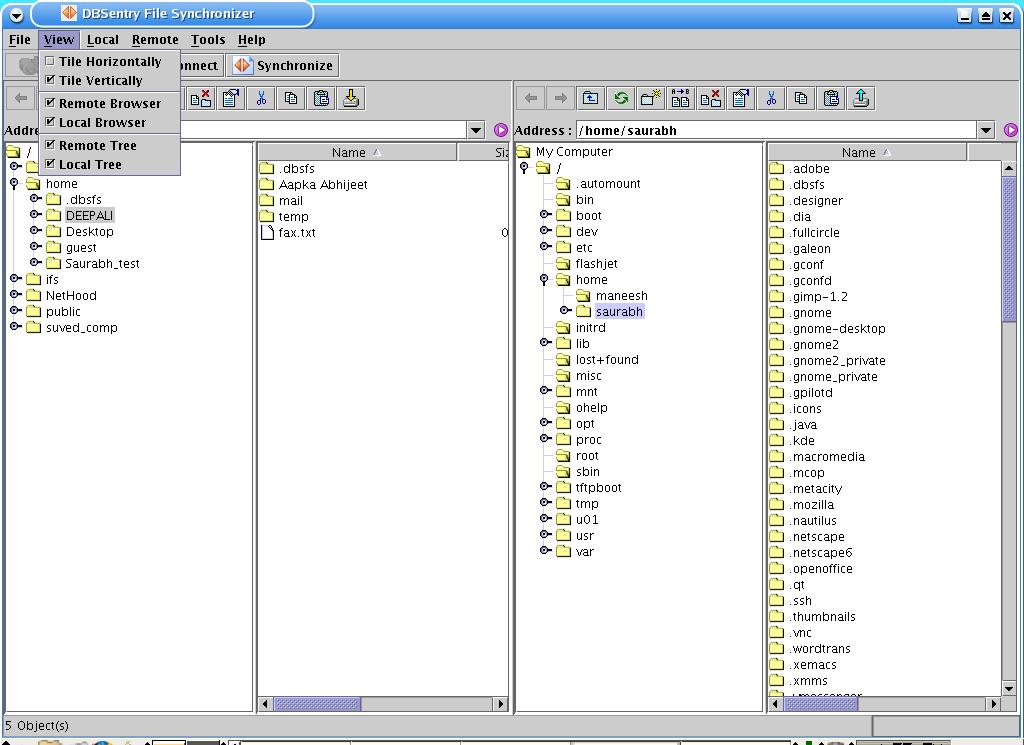 DBSentry File Synchronizer
File View Local Remote Tools Help
Tile Horizontally
Tile Vertically
Remote Browser
Local Browser
Remote Tree
Local Tree
nnect
Synchronize
Addre
/
home
.dbsfs
DEEPALI
Desktop
guest
Saurabh_test
ifs
NetHood
public
suved_comp
Name Siz
.dbsfs
Aapka Abhijeet
mail
temp
fax.txt 0
Address : /home/saurabh
My Computer
/
.automount
bin
boot
dev
etc
flashjet
home
maneesh
saurabh
initrd
lib
lost+found
misc
mnt
ohelp
opt
proc
root
sbin
tftpboot
tmp
u01
usr
var
Name
.adobe
.dbsfs
.designer
.dia
.fullcircle
.galeon
.gconf
.gconfd
.gimp-1.2
.gnome
.gnome-desktop
.gnome2
.gnome2_private
.gnome_private
.gpilotd
.icons
.java
.kde
.macromedia
.mcop
.metacity
.mozilla
.nautilus
.netscape
.netscape6
.openoffice
.qt
.ssh
.thumbnails
.vnc
.wordtrans
.xemacs
.xmms
5 Object(s)